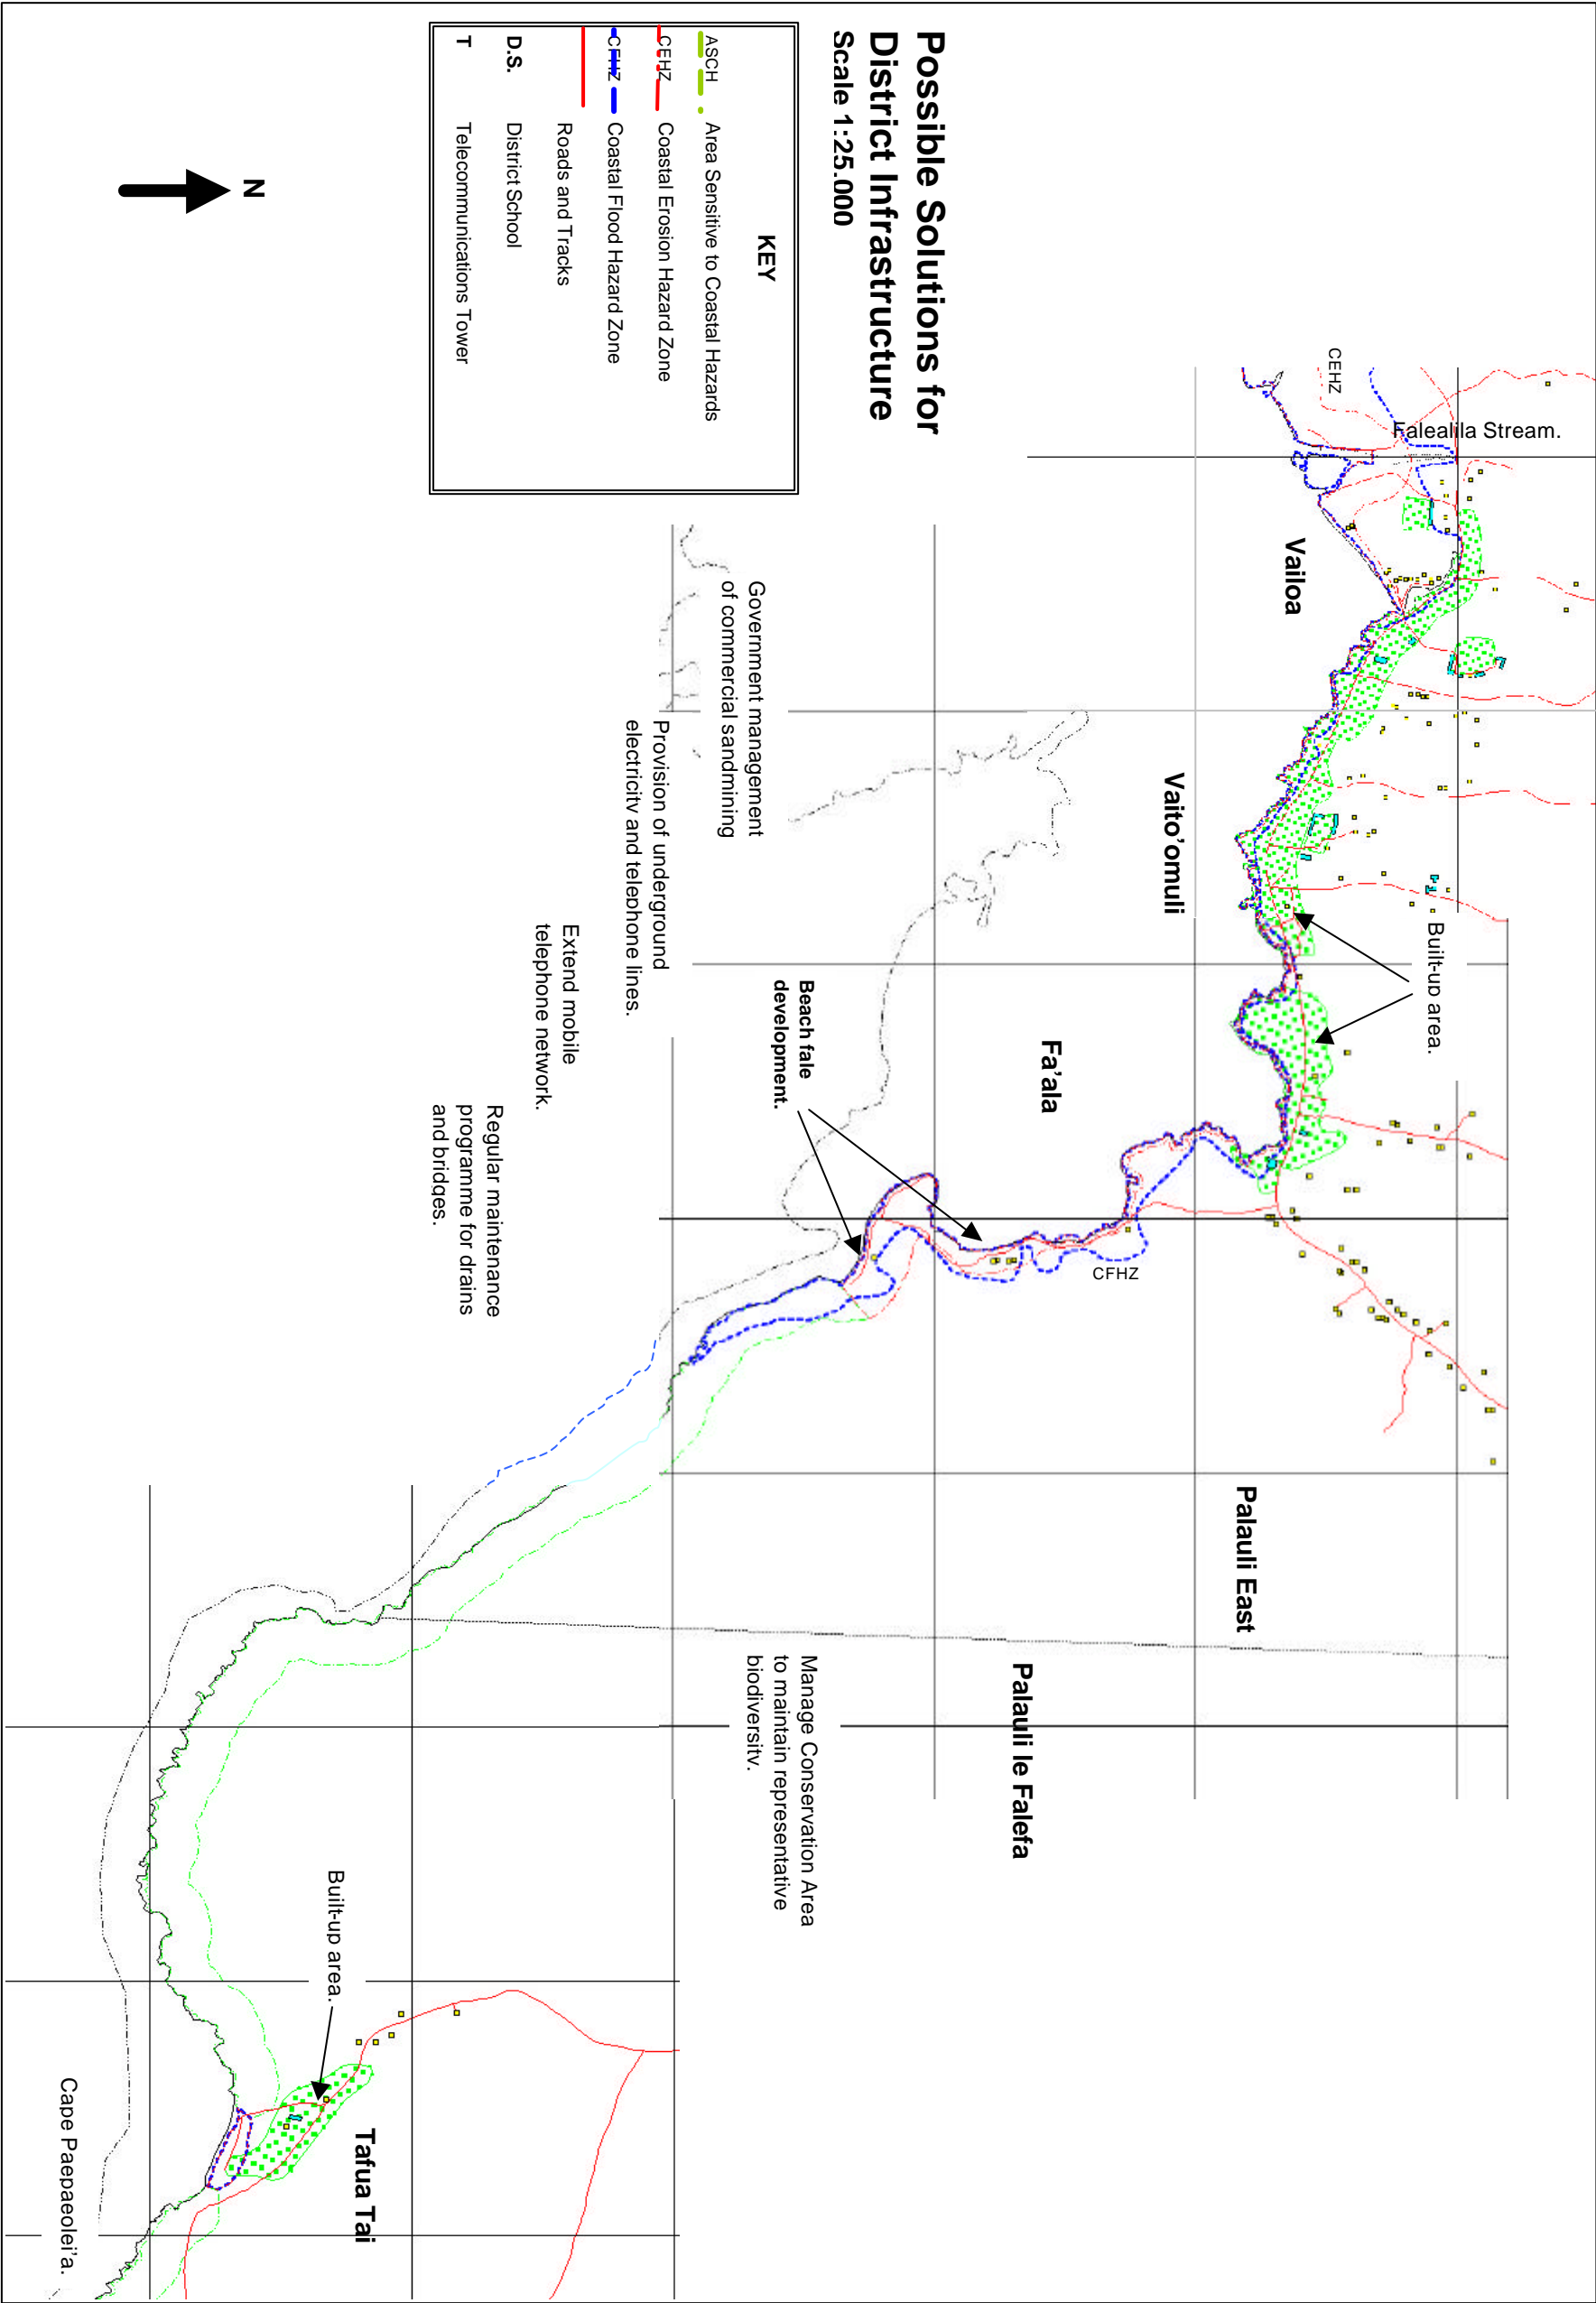 Possible Solutions for
District Infrastructure
Scale 1:25.000
KEY
ASCH Area Sensitive to Coastal Hazards
CEHZ Coastal Erosion Hazard Zone
CFHZ Coastal Flood Hazard Zone
Roads and Tracks
D.S. District School
T Telecommunications Tower
N
CEHZ
Falealila Stream.
Vailoa
Vaito'omuli
Built-up area.
Fa'ala
Beach fale
development.
CFHZ
Government management
of commercial sandmining
Provision of underground
electricity and telephone lines.
Extend mobile
telephone network.
Regular maintenance
programme for drains
and bridges.
Palauli East
Palauli le Falefa
Manage Conservation Area
to maintain representative
biodiversity.
Built-up area.
Tafua Tai
Cape Paepaeolei'a.